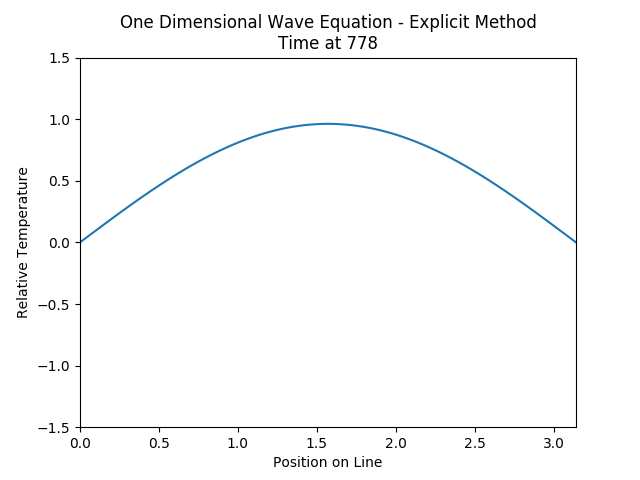 One Dimensional Wave Equation - Explicit Method
Time at 778
1.5
1.0
0.5
0.0
−0.5
−1.0
−1.5
Relative Temperature
0.0 0.5 1.0 1.5 2.0 2.5 3.0
Position on Line